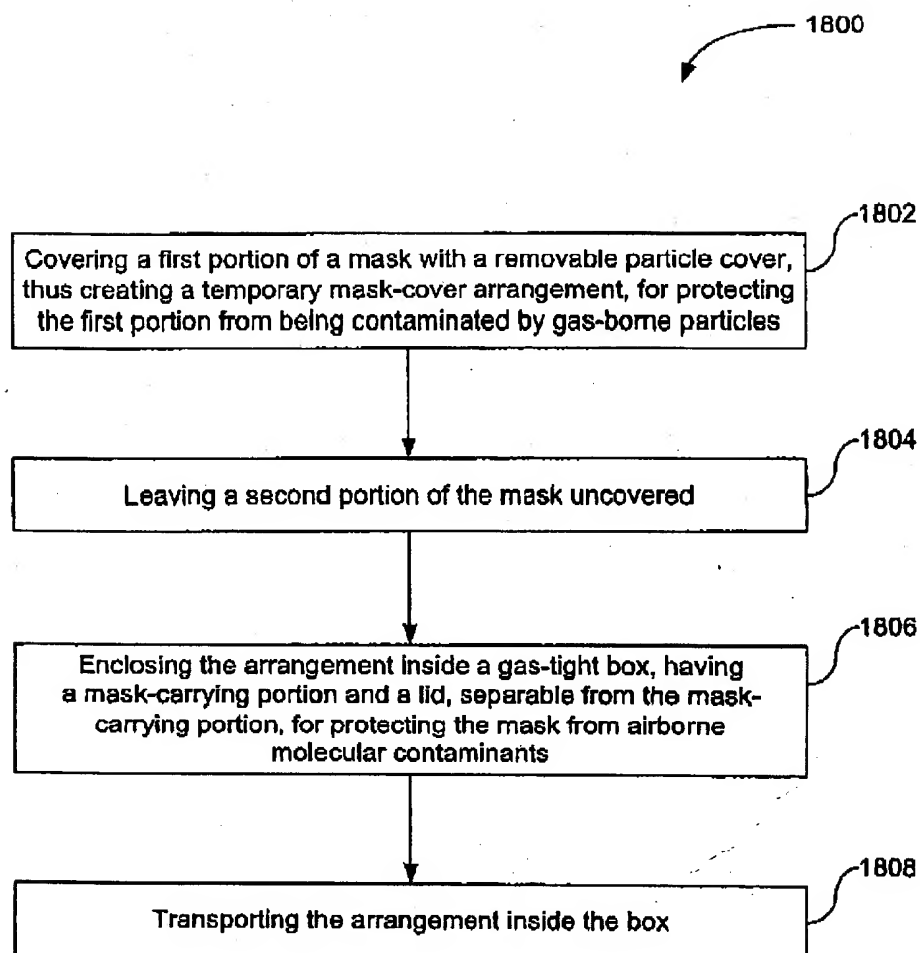 1800
1802
Covering a first portion of a mask with a removable particle cover,
thus creating a temporary mask-cover arrangement, for protecting
the first portion from being contaminated by gas-borne particles
1804
Leaving a second portion of the mask uncovered
1806
Enclosing the arrangement inside a gas-tight box, having
a mask-carrying portion and a lid, separable from the mask-
carrying portion, for protecting the mask from airborne
molecular contaminants
1808
Transporting the arrangement inside the box